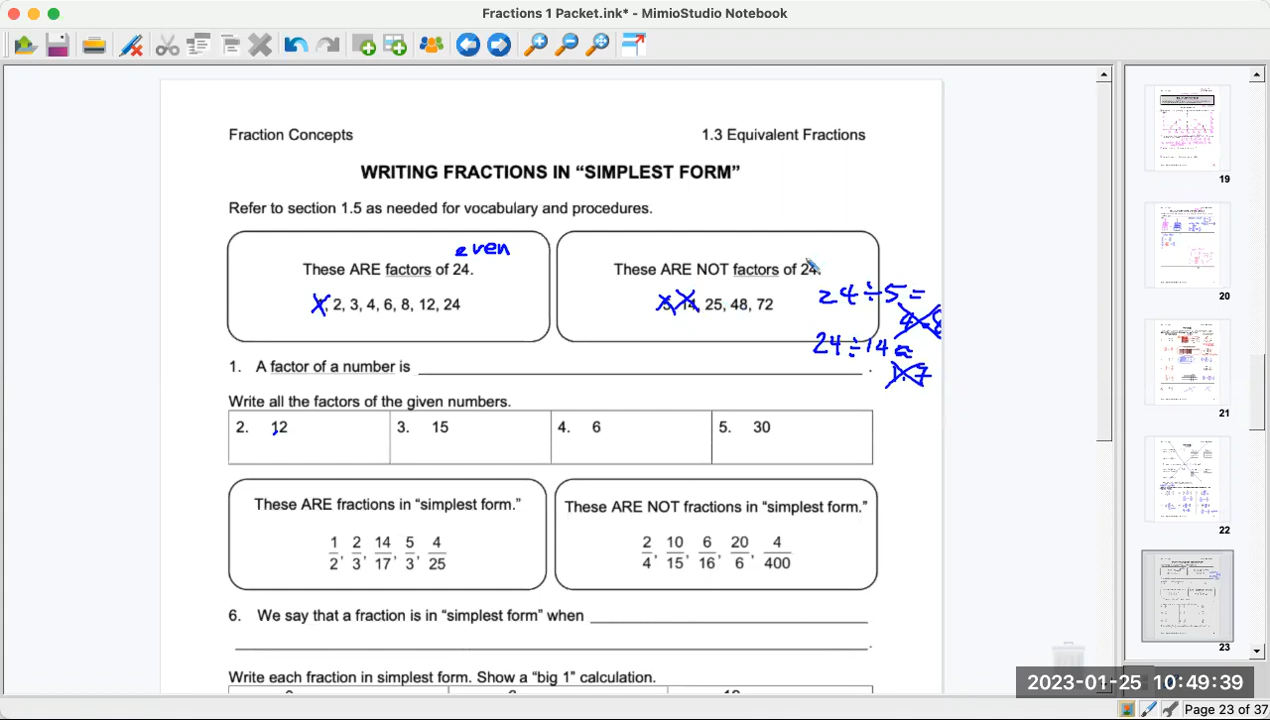 Fractions 1 Packet.ink* - MimioStudio Notebook
Fraction Concepts 1.3 Equivalent Fractions
WRITING FRACTIONS IN “SIMPLEST FORM”
Refer to section 1.5 as needed for vocabulary and procedures.
even
These ARE factors of 24.
1, 2, 3, 4, 6, 8, 12, 24
These ARE NOT factors of 24.
5, 14, 25, 48, 72
24÷5=
4.8
24÷14=
1.7
1. A factor of a number is ____.
Write all the factors of the given numbers.
2. 12 3. 15 4. 6 5. 30
These ARE fractions in “simplest form.”
1/2, 2/3, 14/17, 5/3, 4/25
These ARE NOT fractions in “simplest form.”
2/4, 10/15, 6/16, 20/6, 4/400
6. We say that a fraction is in “simplest form” when ____
____.
Write each fraction in simplest form. Show a “big 1” calculation.
19
20
21
22
23
2023-01-25 10:49:39
Page 23 of 37